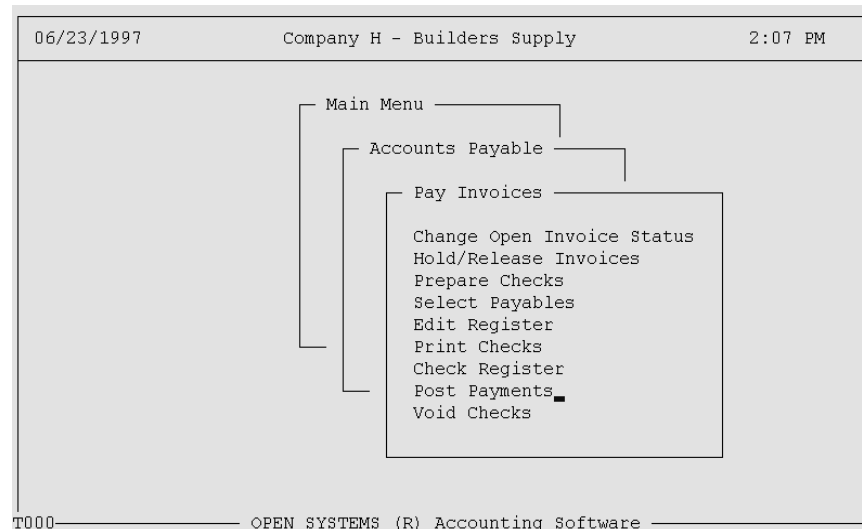 06/23/1997 Company H - Builders Supply 2:07 PM
Main Menu
Accounts Payable
Pay Invoices
Change Open Invoice Status
Hold/Release Invoices
Prepare Checks
Select Payables
Edit Register
Print Checks
Check Register
Post Payments
Void Checks
T000 OPEN SYSTEMS (R) Accounting Software